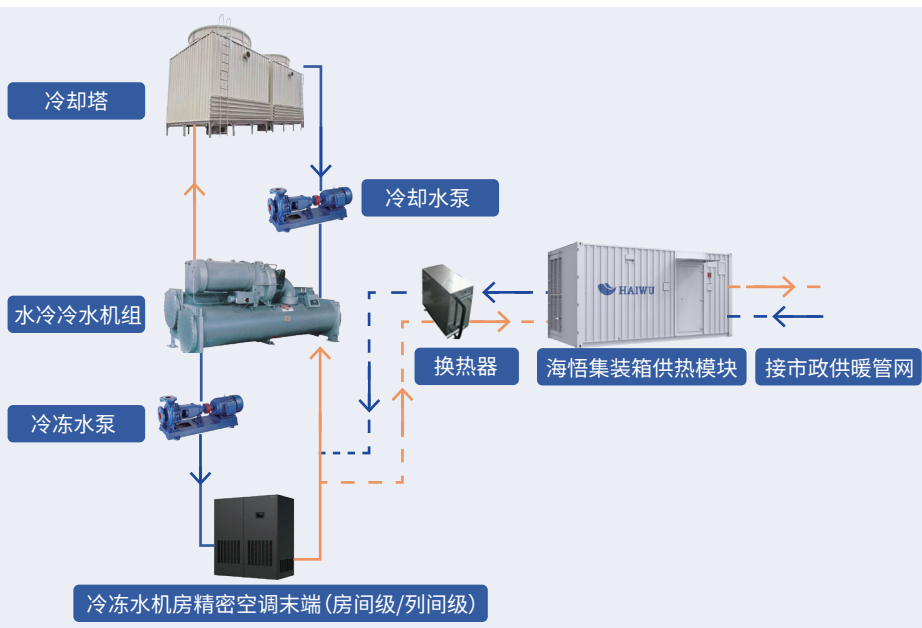 冷却塔
冷却水泵
HAIWU
水冷冷水机组
换热器
海悟集装箱供热模块
接市政供暖管网
冷冻水泵
冷冻水机房精密空调末端(房间级/列间级)